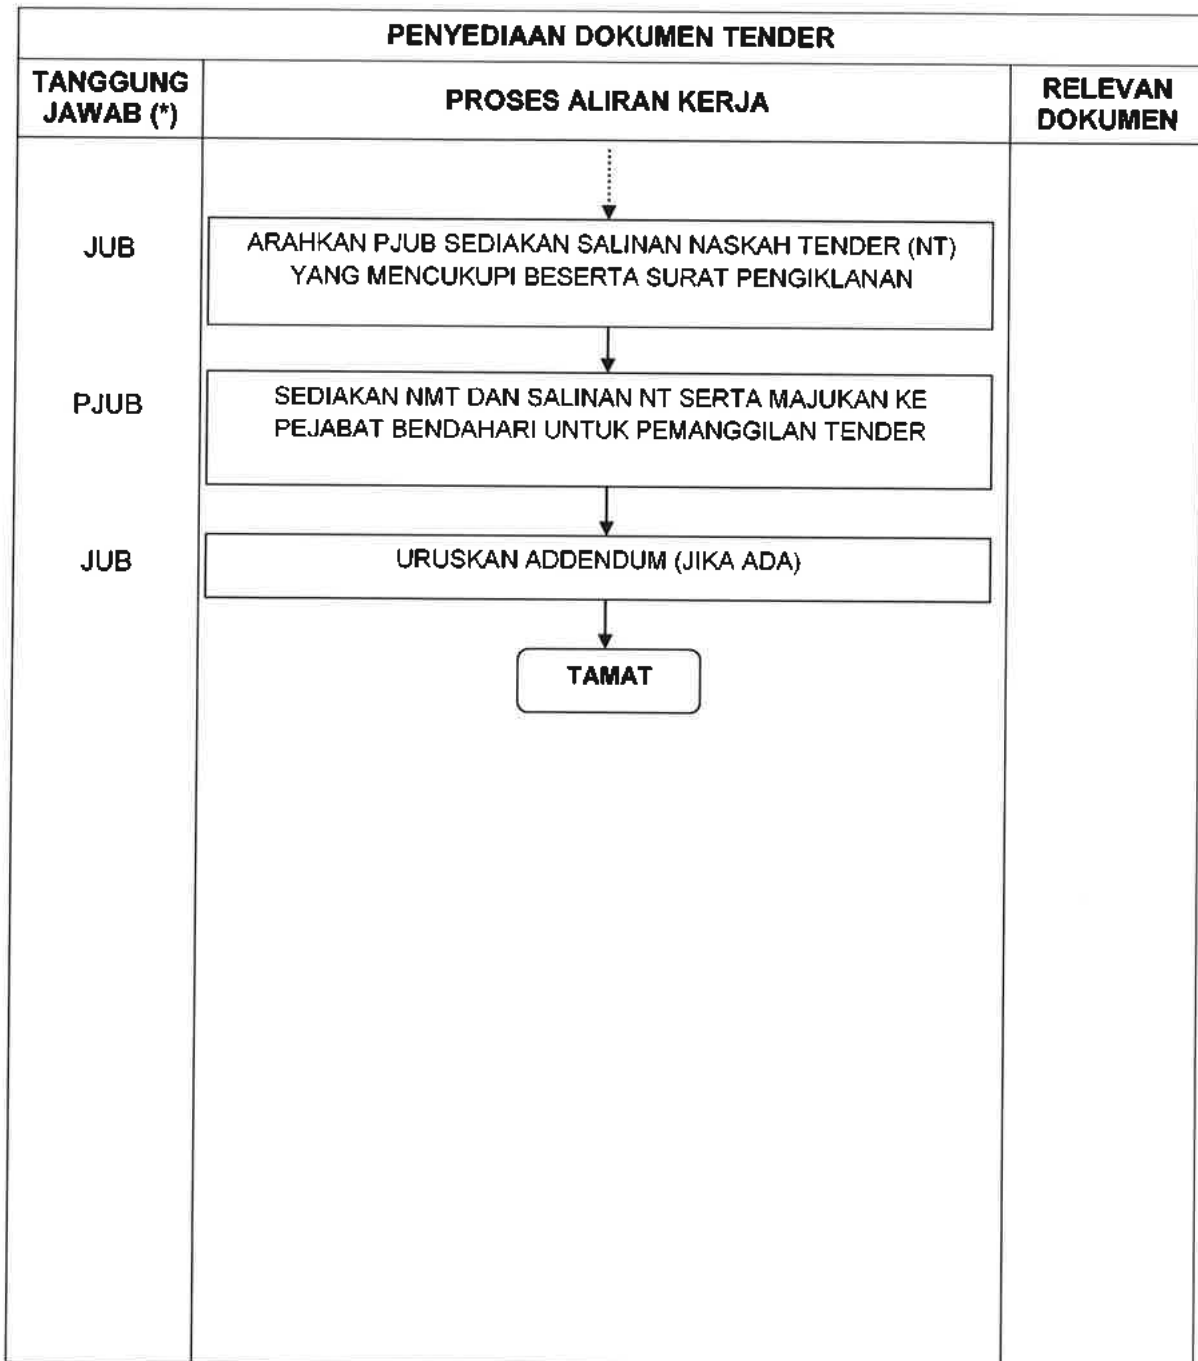 PENYEDIAAN DOKUMEN TENDER
TANGGUNG
JAWAB (*)
PROSES ALIRAN KERJA
RELEVAN
DOKUMEN
JUB
ARAHKAN PJUB SEDIAKAN SALINAN NASKAH TENDER (NT)
YANG MENCUKUPI BESERTA SURAT PENGIKLANAN
PJUB
SEDIAKAN NMT DAN SALINAN NT SERTA MAJUKAN KE
PEJABAT BENDAHARI UNTUK PEMANGGILAN TENDER
JUB
URUSKAN ADDENDUM (JIKA ADA)
TAMAT